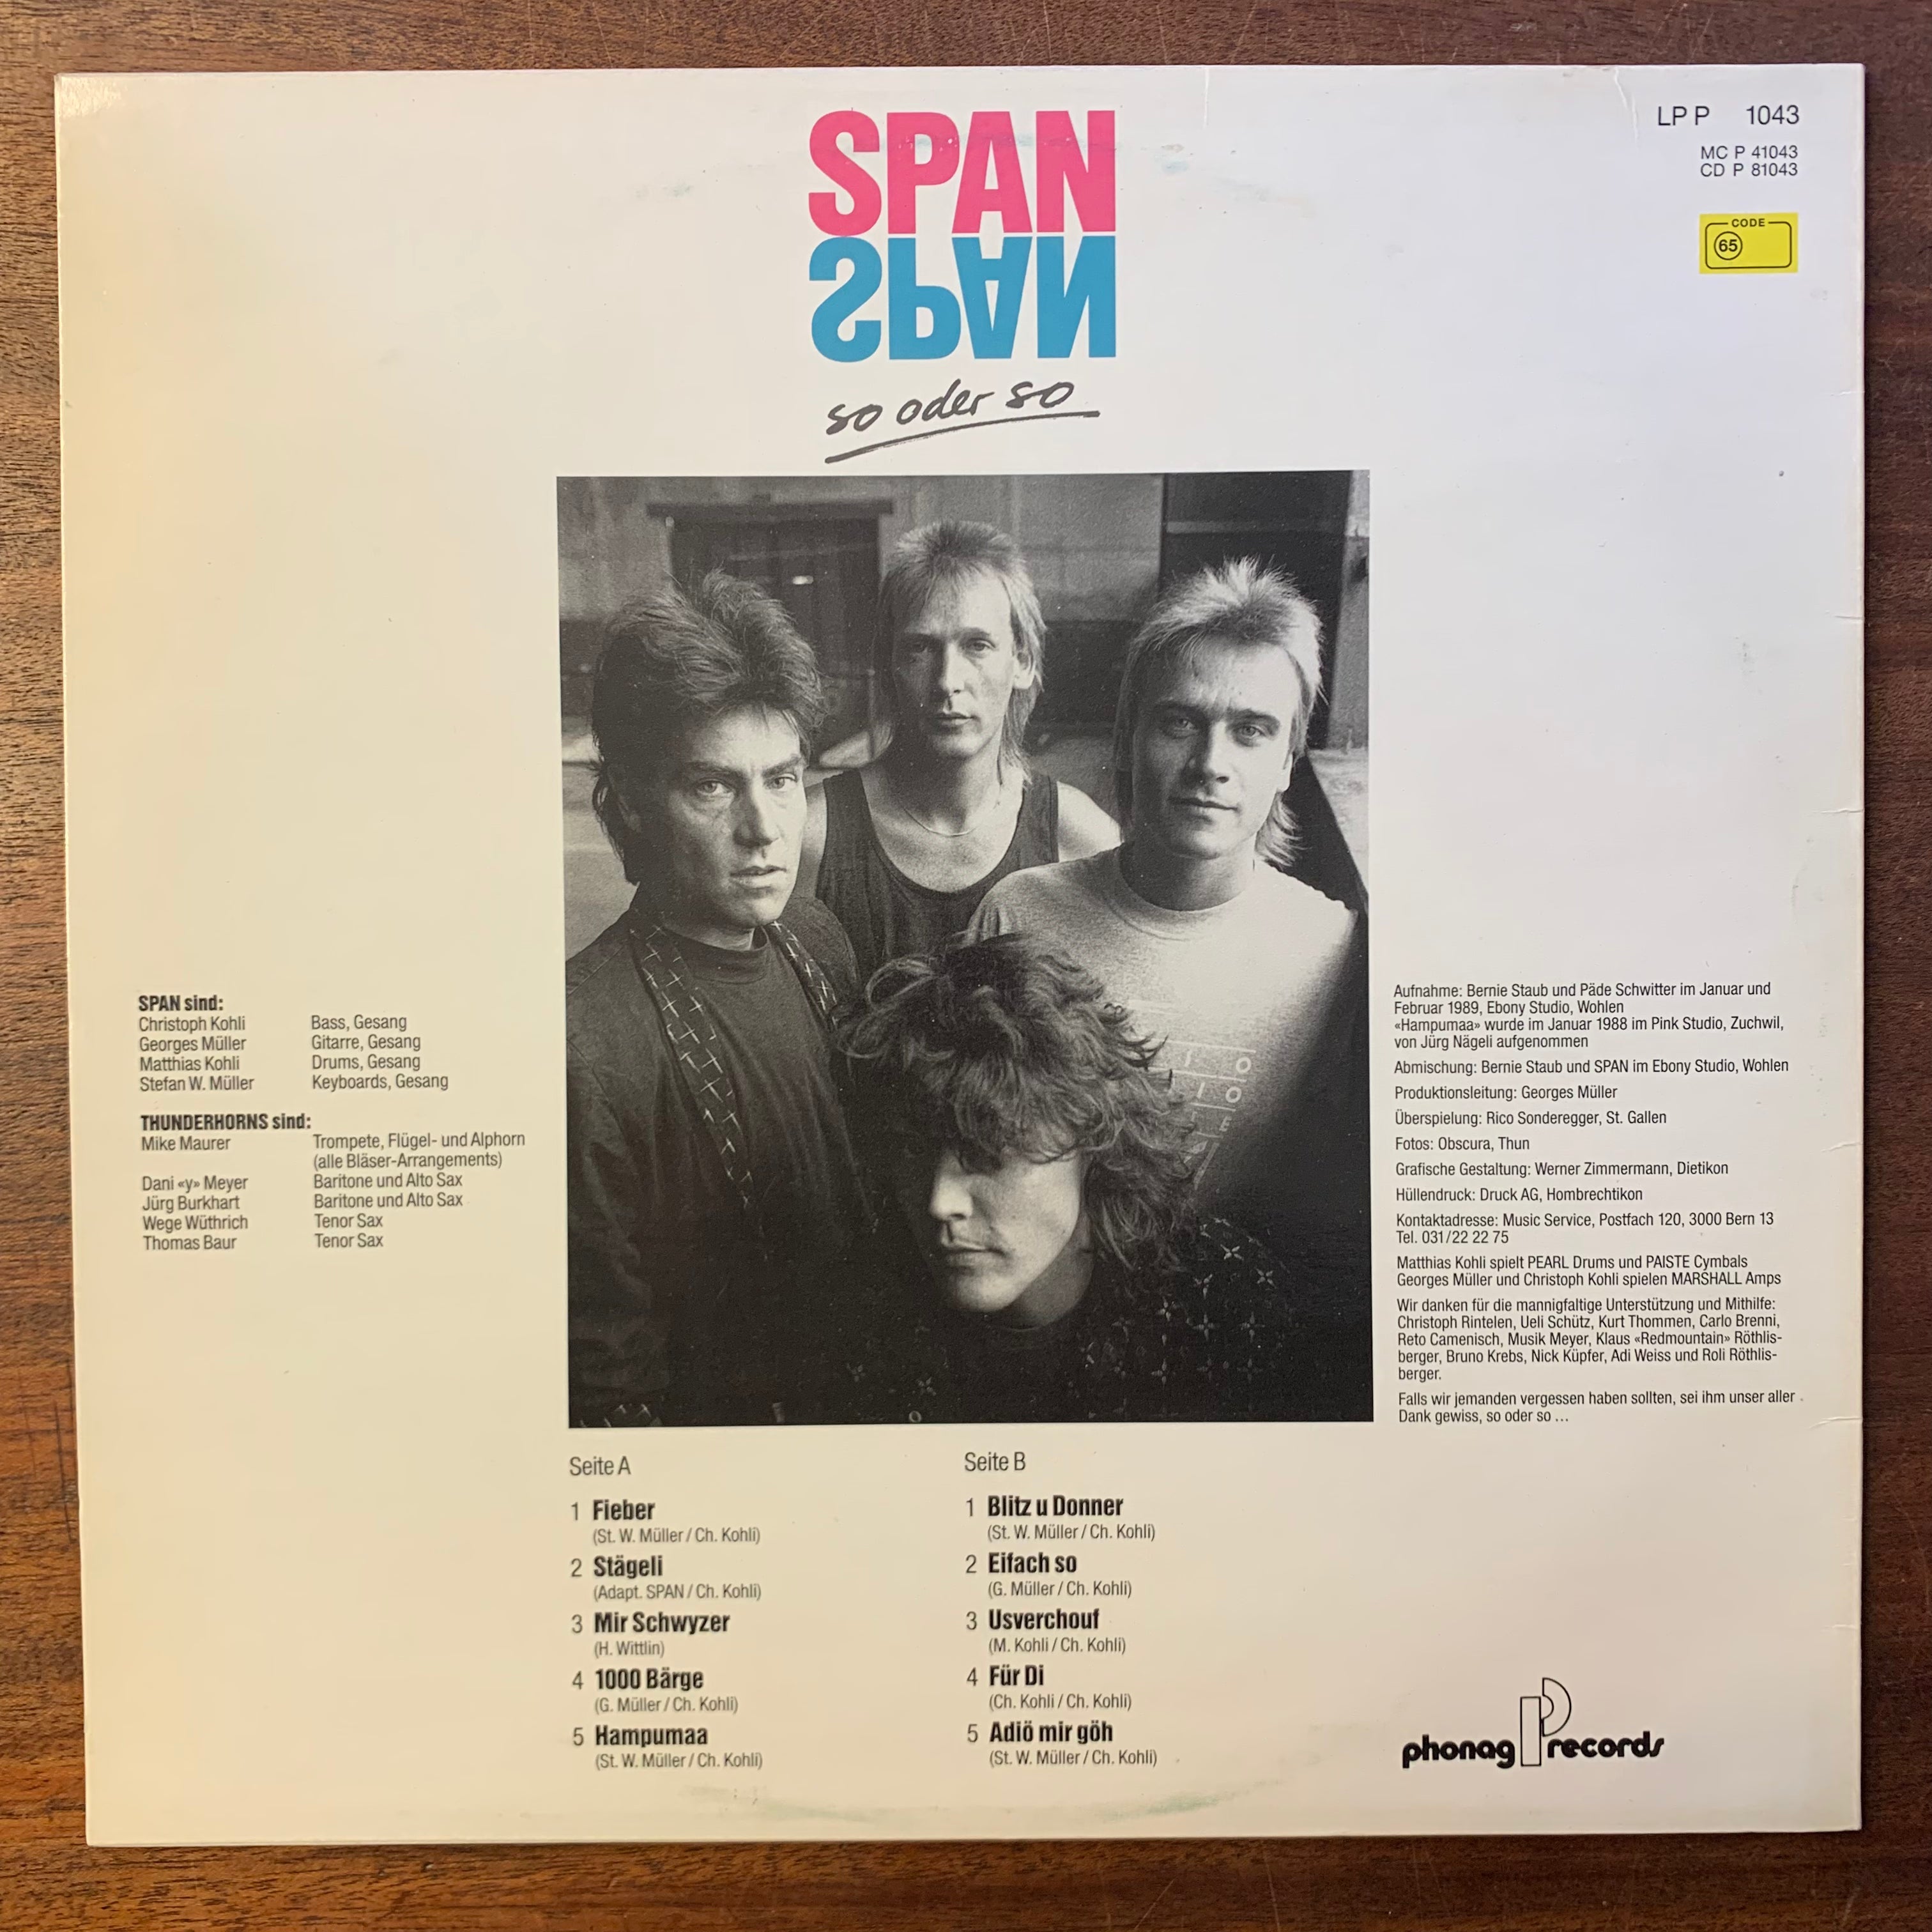 SPAN
SPAN
so oder so
LP P 1043
MC P 41043
CD P 81043
CODE
65
SPAN sind:
Christoph Kohli Bass, Gesang
Georges Müller Gitarre, Gesang
Matthias Kohli Drums, Gesang
Stefan W. Müller Keyboards, Gesang
THUNDERHORNS sind:
Mike Maurer Trompete, Flügel- und Alphorn
(alle Bläser-Arrangements)
Dani «y» Meyer Baritone und Alto Sax
Jürg Burkhart Baritone und Alto Sax
Wege Wüthrich Tenor Sax
Thomas Baur Tenor Sax
Aufnahme: Bernie Staub und Päde Schwitter im Januar und
Februar 1989, Ebony Studio, Wohlen
«Hampumaa» wurde im Januar 1988 im Pink Studio, Zuchwil,
von Jürg Nägeli aufgenommen
Abmischung: Bernie Staub und SPAN im Ebony Studio, Wohlen
Produktionsleitung: Georges Müller
Überspielung: Rico Sonderegger, St. Gallen
Fotos: Obscura, Thun
Grafische Gestaltung: Werner Zimmermann, Dietikon
Hüllendruck: Druck AG, Hombrechtikon
Kontaktadresse: Music Service, Postfach 120, 3000 Bern 13
Tel. 031/22 22 75
Matthias Kohli spielt PEARL Drums und PAISTE Cymbals
Georges Müller und Christoph Kohli spielen MARSHALL Amps
Wir danken für die mannigfaltige Unterstützung und Mithilfe:
Christoph Rintelen, Ueli Schütz, Kurt Thommen, Carlo Brenni,
Reto Camenisch, Musik Meyer, Klaus «Redmountain» Röthlis-
berger, Bruno Krebs, Nick Küpfer, Adi Weiss und Roli Röthlis-
berger.
Falls wir jemanden vergessen haben sollten, sei ihm unser aller
Dank gewiss, so oder so ...
Seite A
1 Fieber
(St. W. Müller / Ch. Kohli)
2 Stägeli
(Adapt. SPAN / Ch. Kohli)
3 Mir Schwyzer
(H. Wittlin)
4 1000 Bärge
(G. Müller / Ch. Kohli)
5 Hampumaa
(St. W. Müller / Ch. Kohli)
Seite B
1 Blitz u Donner
(St. W. Müller / Ch. Kohli)
2 Eifach so
(G. Müller / Ch. Kohli)
3 Usverchouf
(M. Kohli / Ch. Kohli)
4 Für Di
(Ch. Kohli / Ch. Kohli)
5 Adiö mir göh
(St. W. Müller / Ch. Kohli)
phonag records